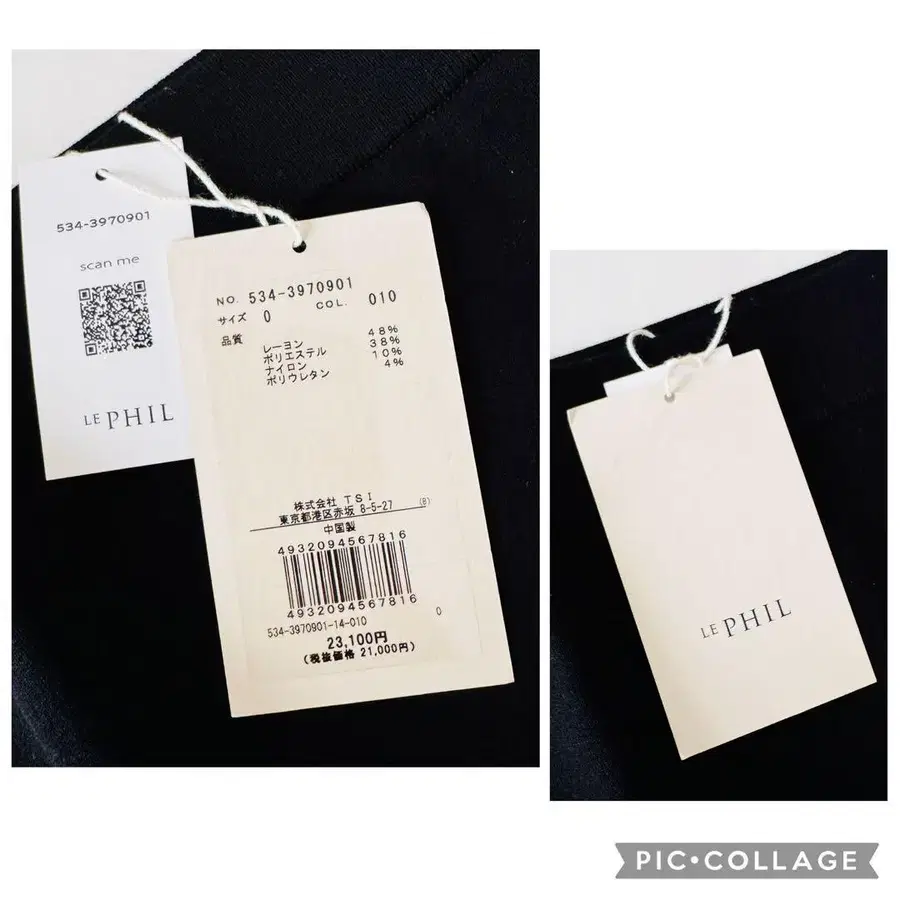 534-3970901
scan me
LE PHIL
NO. 534-3970901
サイズ 0 COL. 010
品質
レーヨン 48%
ポリエステル 38%
ナイロン 10%
ポリウレタン 4%
株式会社 TSI
東京都港区赤坂 8-5-27 (B)
中国製
4932094567816
4932094567816
534-3970901-14-010 0
23,100円
(税抜価格 21,000円)
LE PHIL
PIC•COLLAGE